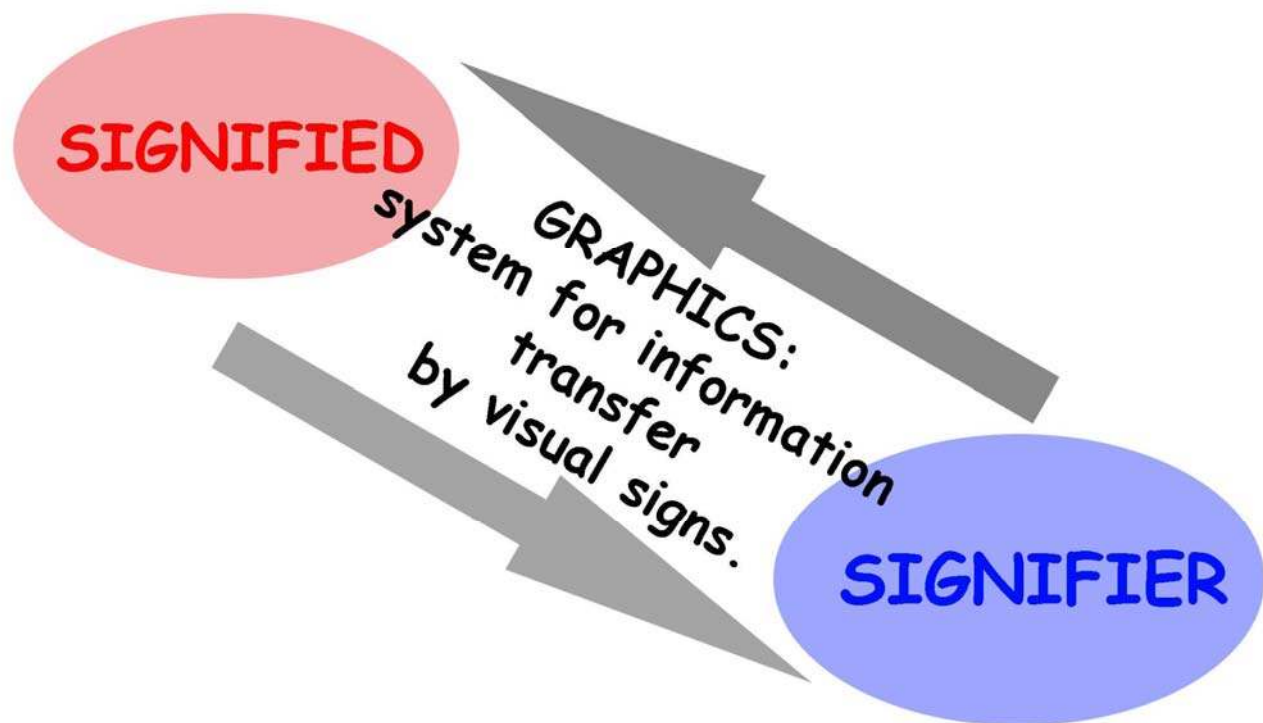 SIGNIFIED
GRAPHICS:
system for information
transfer
by visual signs.
SIGNIFIER